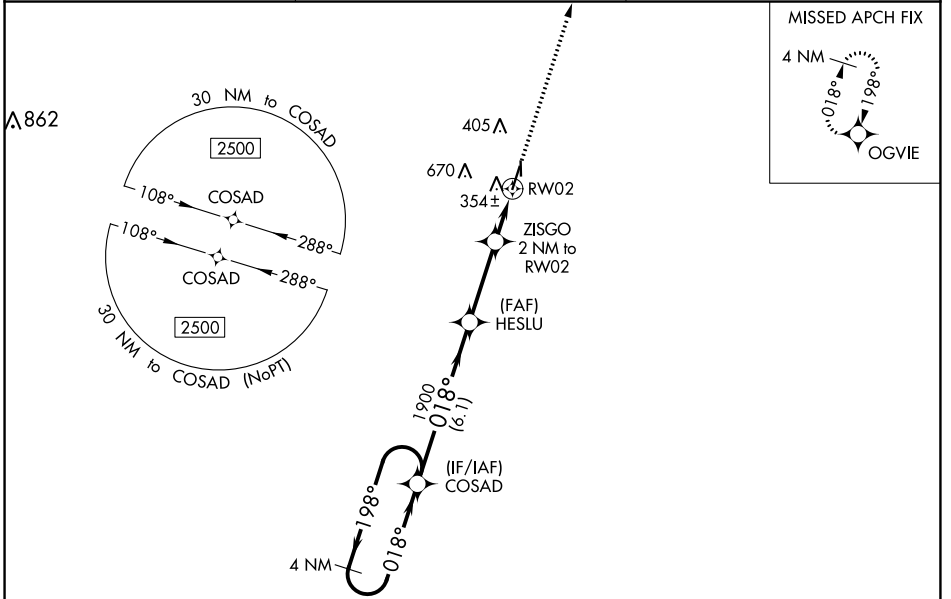 MISSED APCH FIX
4 NM
018°
198°
OGVIE
862
30 NM to COSAD
2500
108°
COSAD
288°
108°
COSAD
288°
2500
30 NM to COSAD (NoPT)
405
670
354±
RW02
ZISGO
2 NM to
RW02
(FAF)
HESLU
1900
018°
(6.1)
(IF/IAF)
COSAD
198°
018°
4 NM